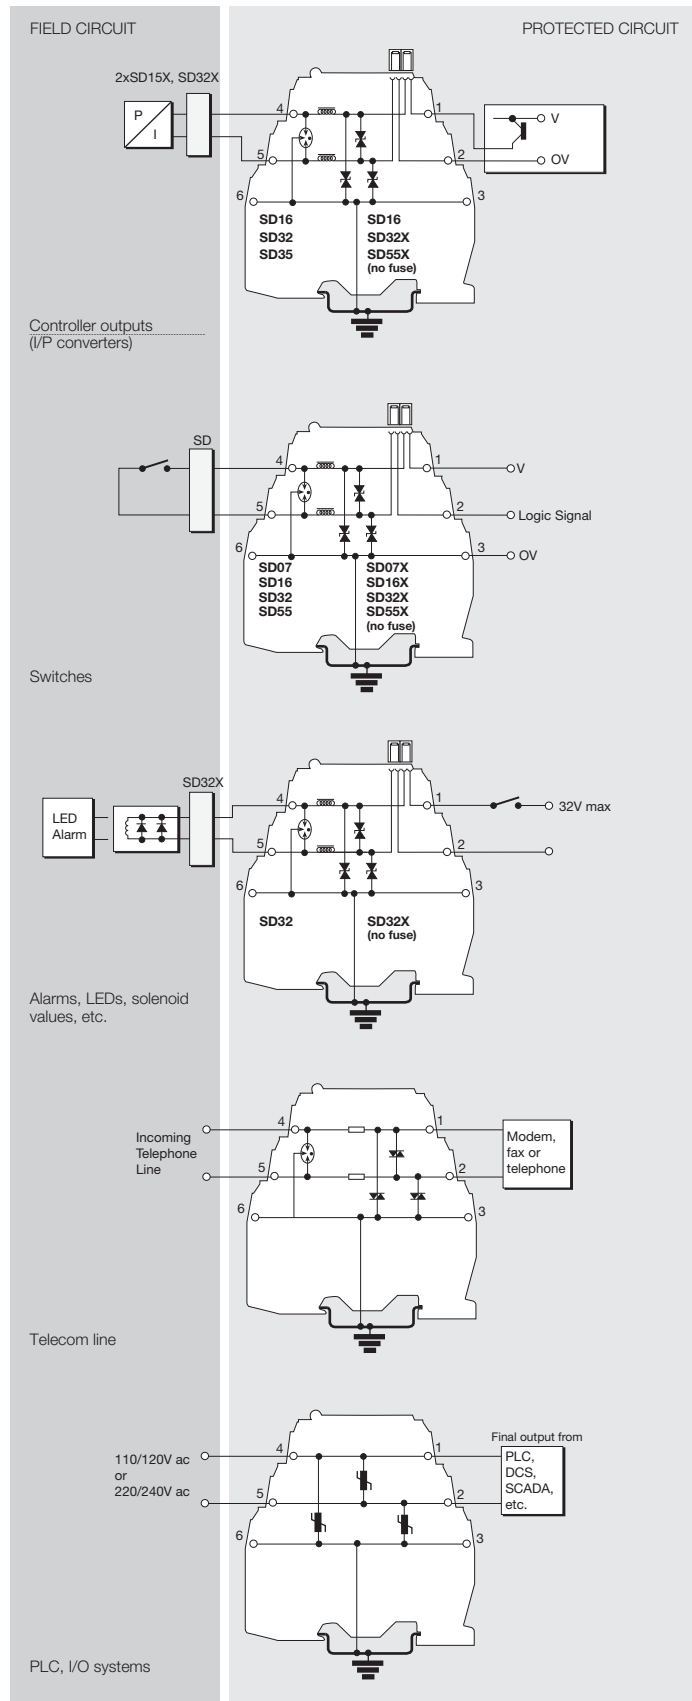 FIELD CIRCUIT
PROTECTED CIRCUIT
2xSD15X, SD32X
P
I
4
5
6
1
2
3
V
OV
SD16
SD32
SD35
SD16
SD32X
SD55X
(no fuse)
Controller outputs
(I/P converters)
SD
4
5
6
1
2
3
V
Logic Signal
OV
SD07
SD16
SD32
SD55
SD07X
SD16X
SD32X
SD55X
(no fuse)
Switches
SD32X
LED
Alarm
4
5
6
1
2
3
32V max
SD32
SD32X
(no fuse)
Alarms, LEDs, solenoid
values, etc.
Incoming
Telephone
Line
4
5
6
1
2
3
Modem,
fax or
telephone
Telecom line
110/120V ac
or
220/240V ac
4
5
6
1
2
3
Final output from
PLC,
DCS,
SCADA,
etc.
PLC, I/O systems